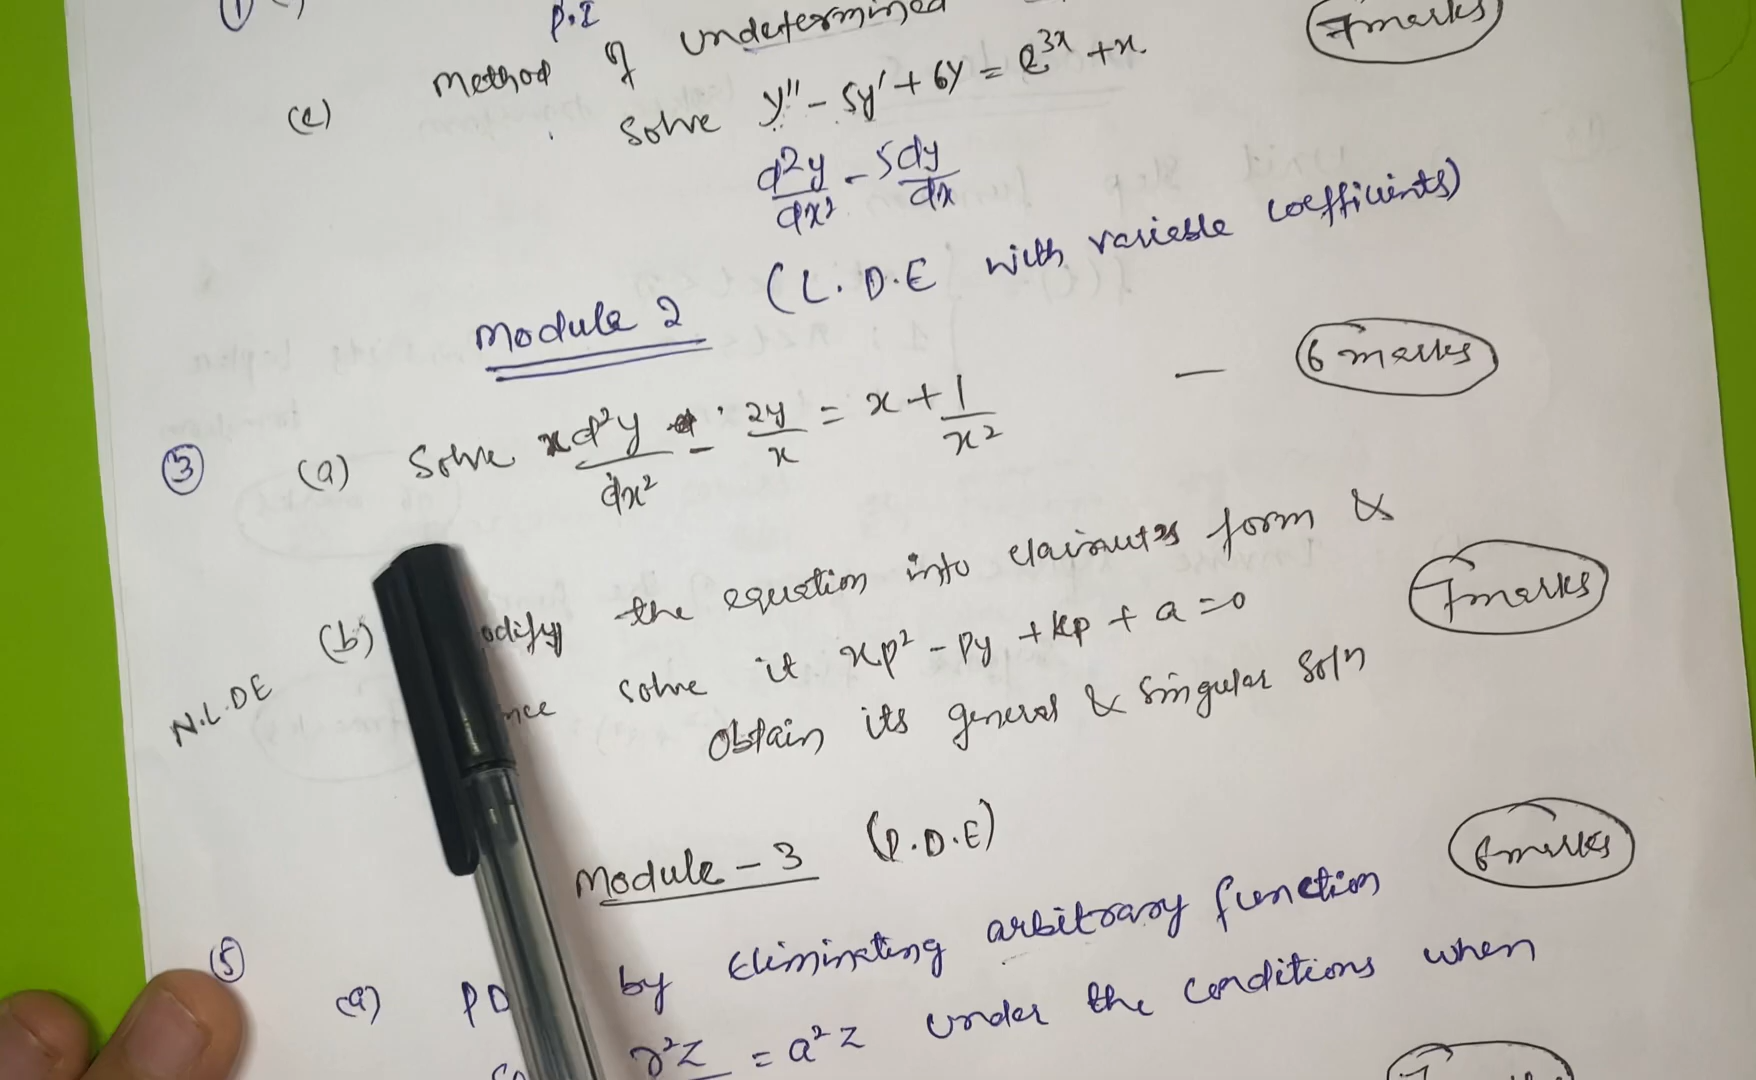 P.I
(c) method of undetermined
solve y'' - 5y' + 6y = e^3x + x.
7 marks
d²y/dx² - 5dy/dx
Module 2 (L.D.E with variable coefficients)
③ (a) Solve x d²y/dx² - 2y/x = x + 1/x² — 6 marks
(b) odify the equation into clairauts form &
N.L.DE nce solve it xp² - py + kp + a = 0 7 marks
obtain its general & singular soln
Module - 3 (P.D.E)
⑤ (a) PD by Eliminating arbitrary function 6 marks
∂²z = a²z under the conditions when